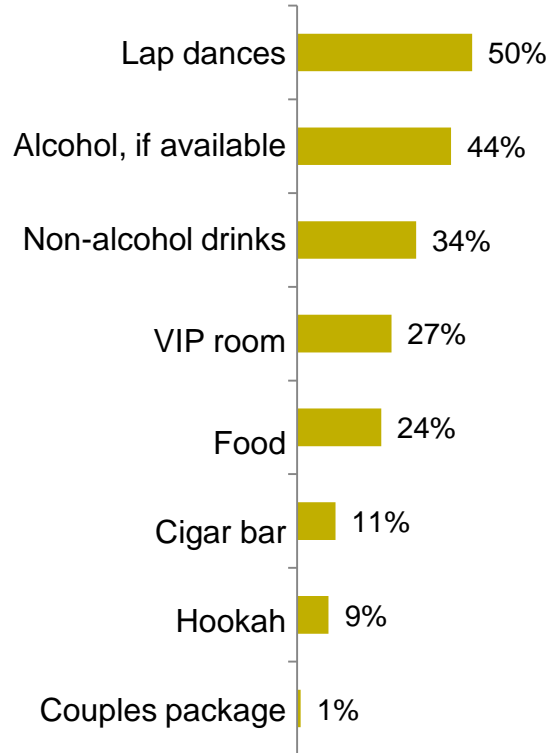 Lap dances 50%
Alcohol, if available 44%
Non-alcohol drinks 34%
VIP room 27%
Food 24%
Cigar bar 11%
Hookah 9%
Couples package 1%